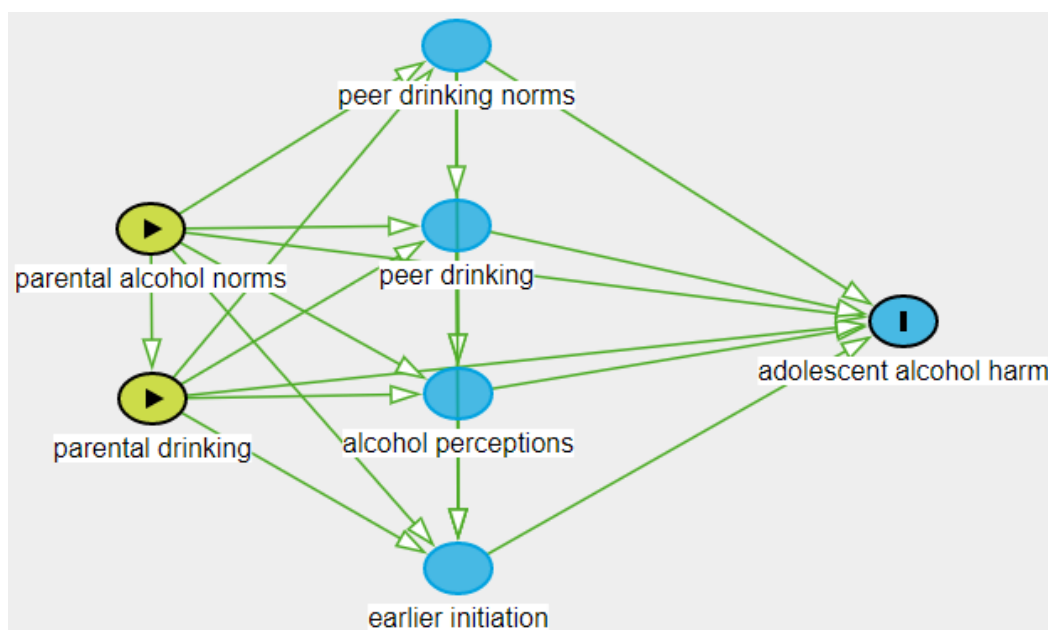 peer drinking norms
parental alcohol norms
peer drinking
adolescent alcohol harm
parental drinking
alcohol perceptions
earlier initiation